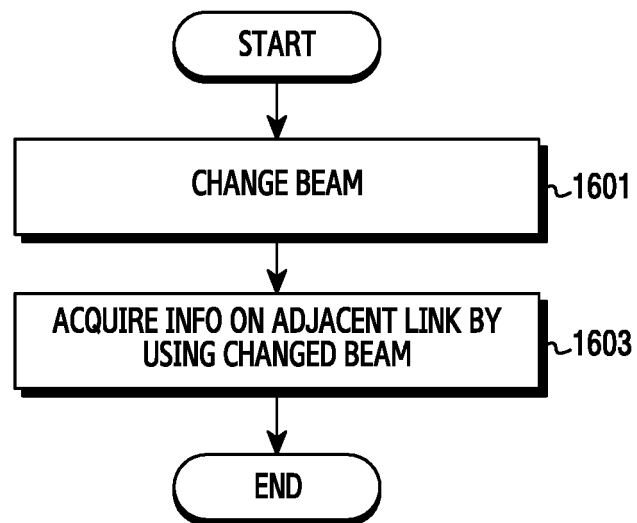 START
CHANGE BEAM
1601
ACQUIRE INFO ON ADJACENT LINK BY
USING CHANGED BEAM
1603
END